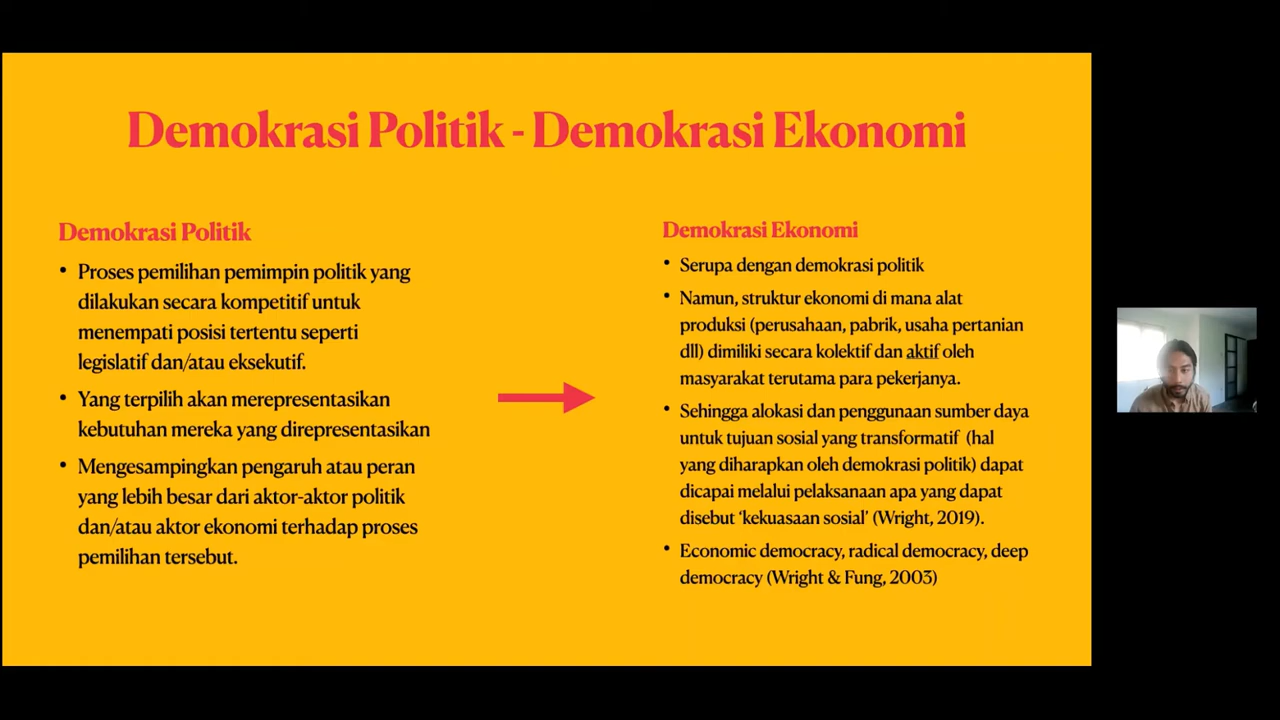 Demokrasi Politik - Demokrasi Ekonomi
Demokrasi Politik
• Proses pemilihan pemimpin politik yang
dilakukan secara kompetitif untuk
menempati posisi tertentu seperti
legislatif dan/atau eksekutif.
• Yang terpilih akan merepresentasikan
kebutuhan mereka yang direpresentasikan
• Mengesampingkan pengaruh atau peran
yang lebih besar dari aktor-aktor politik
dan/atau aktor ekonomi terhadap proses
pemilihan tersebut.
Demokrasi Ekonomi
• Serupa dengan demokrasi politik
• Namun, struktur ekonomi di mana alat
produksi (perusahaan, pabrik, usaha pertanian
dll) dimiliki secara kolektif dan aktif oleh
masyarakat terutama para pekerjanya.
• Sehingga alokasi dan penggunaan sumber daya
untuk tujuan sosial yang transformatif (hal
yang diharapkan oleh demokrasi politik) dapat
dicapai melalui pelaksanaan apa yang dapat
disebut ‘kekuasaan sosial’ (Wright, 2019).
• Economic democracy, radical democracy, deep
democracy (Wright & Fung, 2003)